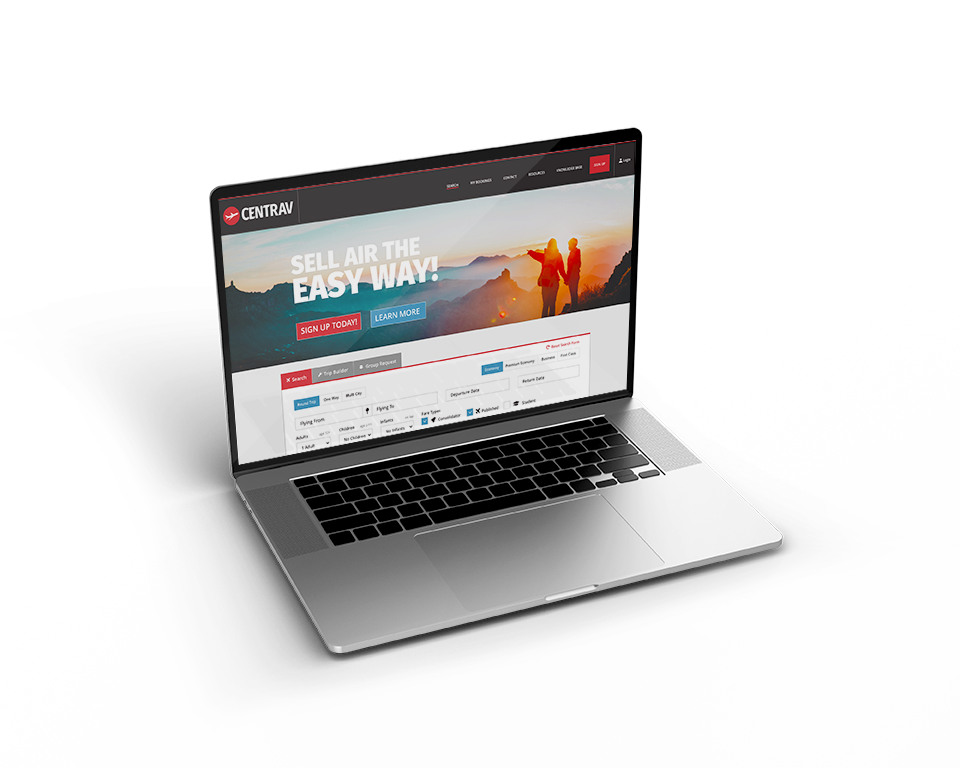 CENTRAV
SEARCH MY BOOKINGS CONTACT RESOURCES KNOWLEDGE BASE SIGN UP Login
SELL AIR THE
EASY WAY!
SIGN UP TODAY! LEARN MORE
Search Trip Builder Group Request
Reset Search Form
Round Trip One Way Multi City
Economy Premium Economy Business First Class
Flying From Flying To Departure Date Return Date
Adults Children Infants Fare Types
1 Adult No Children No Infants Consolidator Published Student